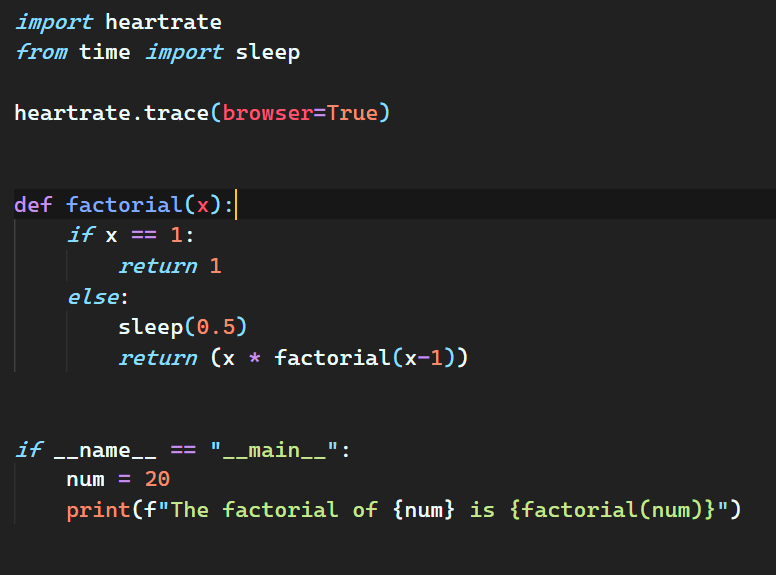 import heartrate
from time import sleep

heartrate.trace(browser=True)


def factorial(x):
    if x == 1:
        return 1
    else:
        sleep(0.5)
        return (x * factorial(x-1))


if __name__ == "__main__":
    num = 20
    print(f"The factorial of {num} is {factorial(num)}")